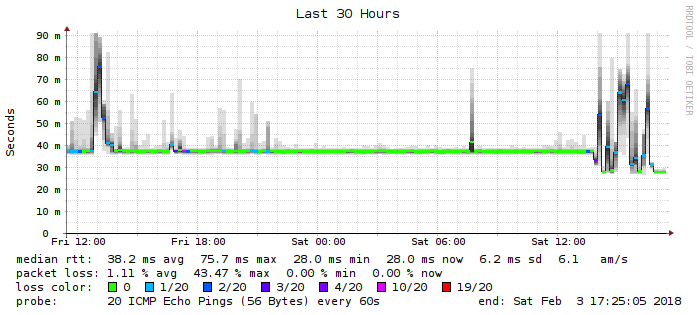 Last 30 Hours
RRDTOOL / TOBI OETIKER
Seconds
90 m
80 m
70 m
60 m
50 m
40 m
30 m
20 m
10 m
0
Fri 12:00 Fri 18:00 Sat 00:00 Sat 06:00 Sat 12:00
median rtt: 38.2 ms avg 75.7 ms max 28.0 ms min 28.0 ms now 6.2 ms sd 6.1 am/s
packet loss: 1.11 % avg 43.47 % max 0.00 % min 0.00 % now
loss color: 0 1/20 2/20 3/20 4/20 10/20 19/20
probe: 20 ICMP Echo Pings (56 Bytes) every 60s end: Sat Feb 3 17:25:05 2018